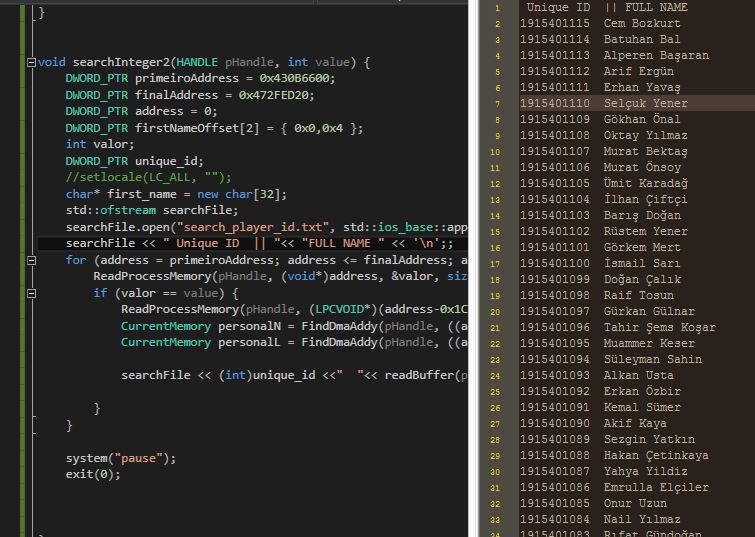 }
void searchInteger2(HANDLE pHandle, int value) {
DWORD_PTR primeiroAddress = 0x430B6600;
DWORD_PTR finalAddress = 0x472FED20;
DWORD_PTR address = 0;
DWORD_PTR firstNameOffset[2] = { 0x0,0x4 };
int valor;
DWORD_PTR unique_id;
//setlocale(LC_ALL, "");
char* first_name = new char[32];
std::ofstream searchFile;
searchFile.open("search_player_id.txt", std::ios_base::app
searchFile << " Unique ID  || "<< "FULL NAME " << '\n';;
for (address = primeiroAddress; address <= finalAddress; a
ReadProcessMemory(pHandle, (void*)address, &valor, siz
if (valor == value) {
ReadProcessMemory(pHandle, (LPCVOID*)(address-0x1C
CurrentMemory personalN = FindDmaAddy(pHandle, ((a
CurrentMemory personalL = FindDmaAddy(pHandle, ((a
searchFile << (int)unique_id <<"  "<< readBuffer(p
}
}
system("pause");
exit(0);
1 Unique ID  || FULL NAME
2 1915401115  Cem Bozkurt
3 1915401114  Batuhan Bal
4 1915401113  Alperen Başaran
5 1915401112  Arif Ergün
6 1915401111  Erhan Yavaş
7 1915401110  Selçuk Yener
8 1915401109  Gökhan Önal
9 1915401108  Oktay Yılmaz
10 1915401107  Murat Bektaş
11 1915401106  Murat Önsoy
12 1915401105  Ümit Karadağ
13 1915401104  İlhan Çiftçi
14 1915401103  Barış Doğan
15 1915401102  Rüstem Yener
16 1915401101  Görkem Mert
17 1915401100  İsmail Sarı
18 1915401099  Doğan Çalık
19 1915401098  Raif Tosun
20 1915401097  Gürkan Gülnar
21 1915401096  Tahir Şems Koşar
22 1915401095  Muammer Keser
23 1915401094  Süleyman Sahin
24 1915401093  Alkan Usta
25 1915401092  Erkan Özbir
26 1915401091  Kemal Sümer
27 1915401090  Akif Kaya
28 1915401089  Sezgin Yatkın
29 1915401088  Hakan Çetinkaya
30 1915401087  Yahya Yildiz
31 1915401086  Emrulla Elçiler
32 1915401085  Onur Uzun
33 1915401084  Nail Yılmaz
34 1915401083  Rıfat Gündoğan